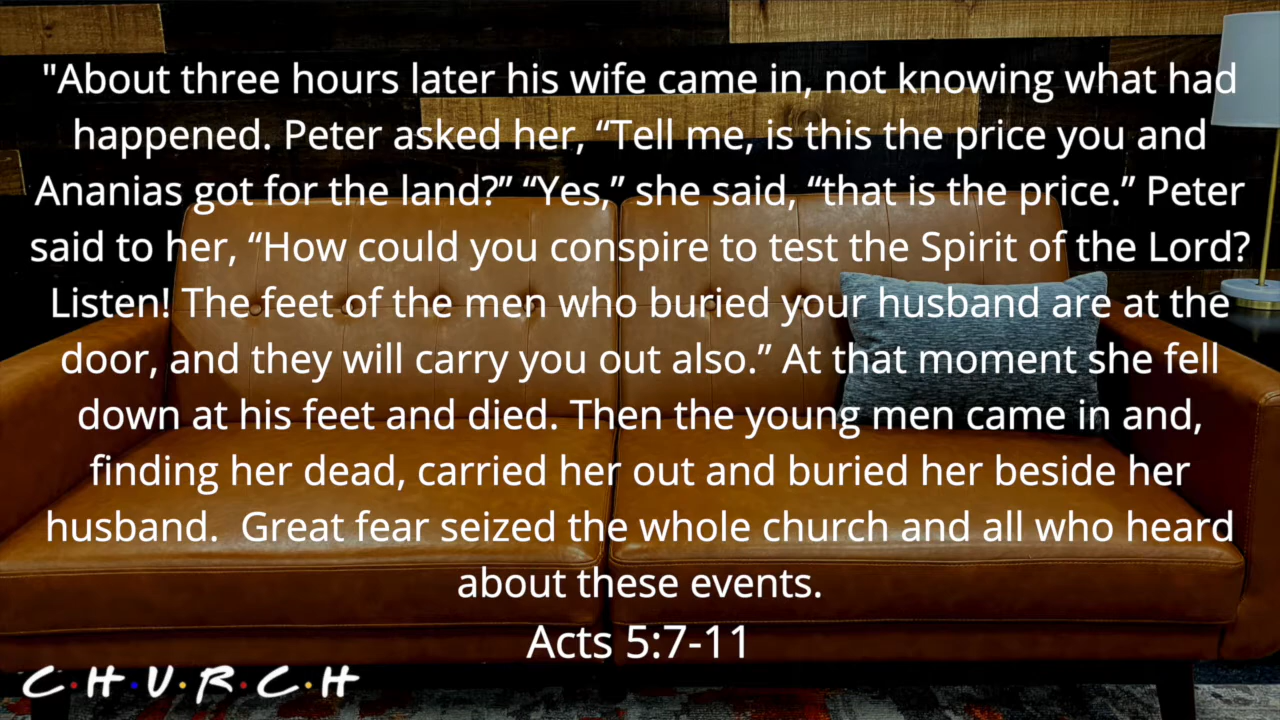 "About three hours later his wife came in, not knowing what had
happened. Peter asked her, “Tell me, is this the price you and
Ananias got for the land?” “Yes,” she said, “that is the price.” Peter
said to her, “How could you conspire to test the Spirit of the Lord?
Listen! The feet of the men who buried your husband are at the
door, and they will carry you out also.” At that moment she fell
down at his feet and died. Then the young men came in and,
finding her dead, carried her out and buried her beside her
husband.  Great fear seized the whole church and all who heard
about these events.
Acts 5:7-11
C·H·U·R·C·H